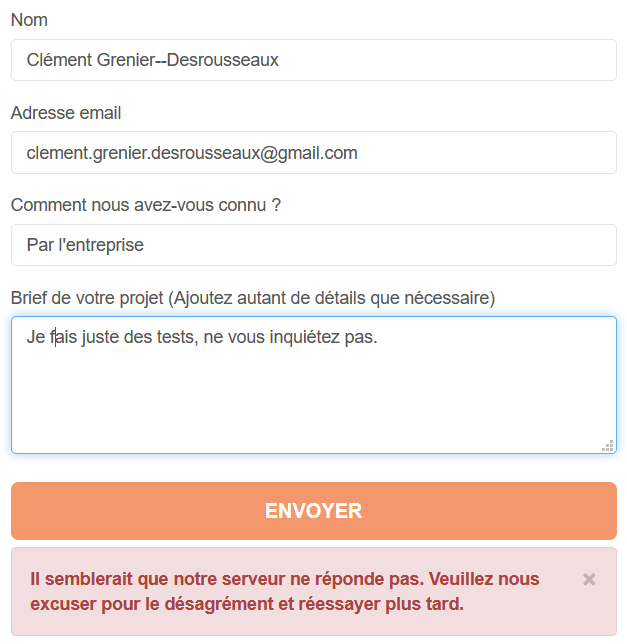 Nom
Clément Grenier--Desrousseaux
Adresse email
clement.grenier.desrousseaux@gmail.com
Comment nous avez-vous connu ?
Par l'entreprise
Brief de votre projet (Ajoutez autant de détails que nécessaire)
Je fais juste des tests, ne vous inquiétez pas.
ENVOYER
Il semblerait que notre serveur ne réponde pas. Veuillez nous
excuser pour le désagrément et réessayer plus tard.
×